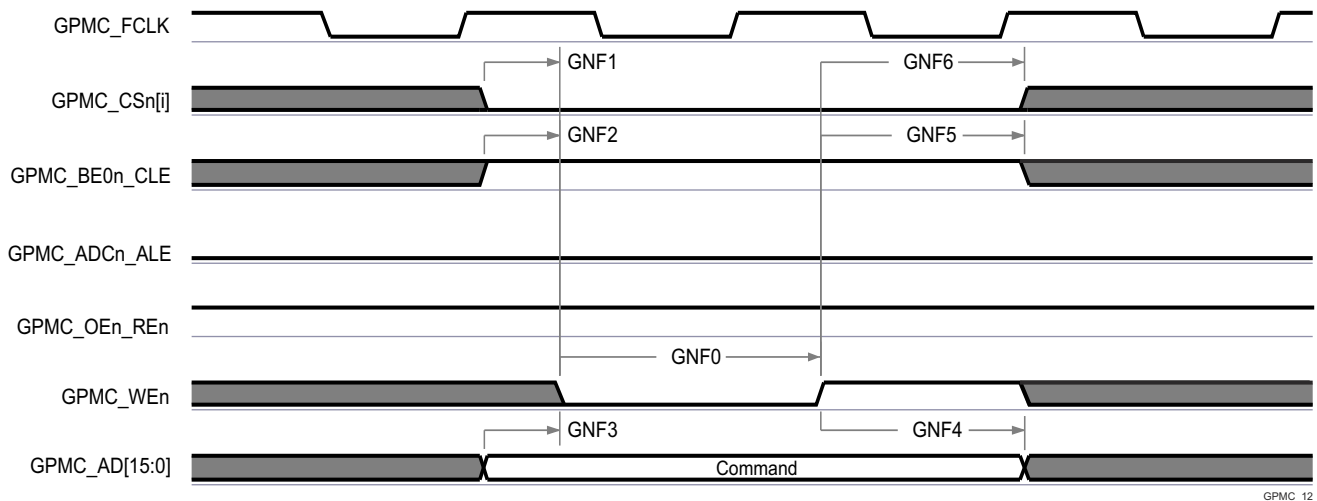 GPMC_FCLK
GNF1
GNF6
GPMC_CSn[i]
GNF2
GNF5
GPMC_BE0n_CLE
GPMC_ADCn_ALE
GPMC_OEn_REn
GNF0
GPMC_WEn
GNF3
GNF4
GPMC_AD[15:0]
Command
GPMC_12